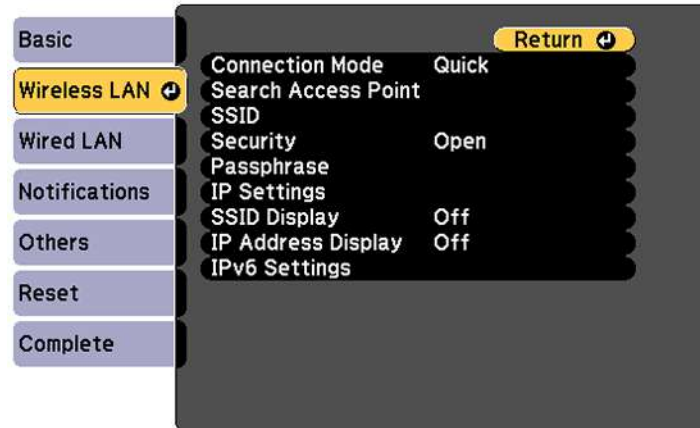 Basic
Wireless LAN
Wired LAN
Notifications
Others
Reset
Complete
Return
Connection Mode Quick
Search Access Point
SSID
Security Open
Passphrase
IP Settings
SSID Display Off
IP Address Display Off
IPv6 Settings